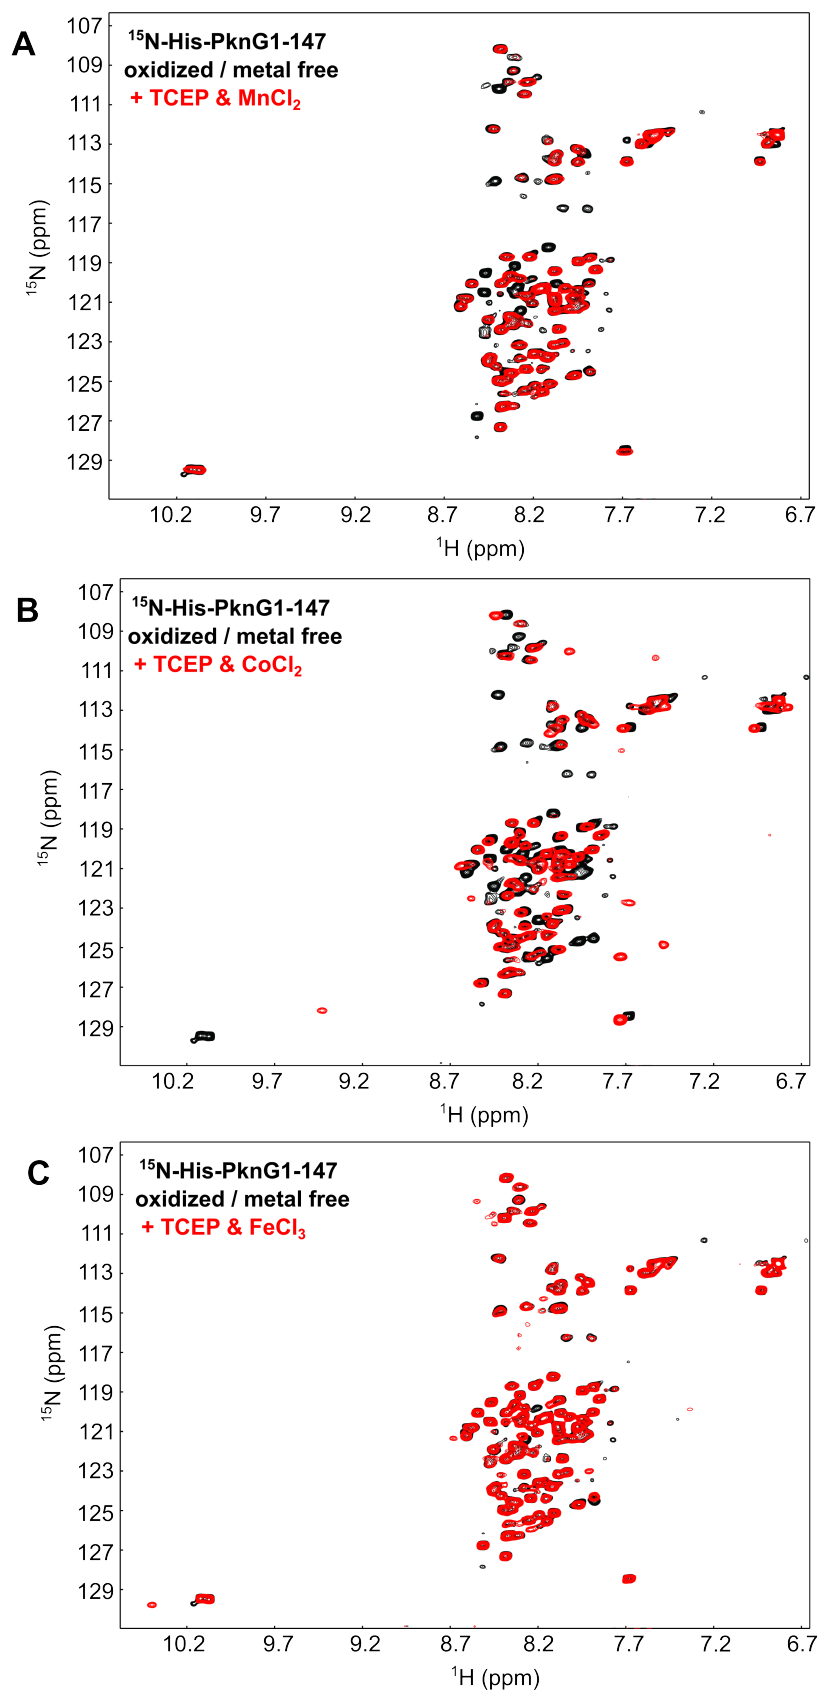 A
¹⁵N-His-PknG1-147
oxidized / metal free
+ TCEP & MnCl₂
107
109
111
113
115
117
119
121
123
125
127
129
¹⁵N (ppm)
10.2 9.7 9.2 8.7 8.2 7.7 7.2 6.7
¹H (ppm)
B
¹⁵N-His-PknG1-147
oxidized / metal free
+ TCEP & CoCl₂
107
109
111
113
115
117
119
121
123
125
127
129
¹⁵N (ppm)
10.2 9.7 9.2 8.7 8.2 7.7 7.2 6.7
¹H (ppm)
C
¹⁵N-His-PknG1-147
oxidized / metal free
+ TCEP & FeCl₃
107
109
111
113
115
117
119
121
123
125
127
129
¹⁵N (ppm)
10.2 9.7 9.2 8.7 8.2 7.7 7.2 6.7
¹H (ppm)